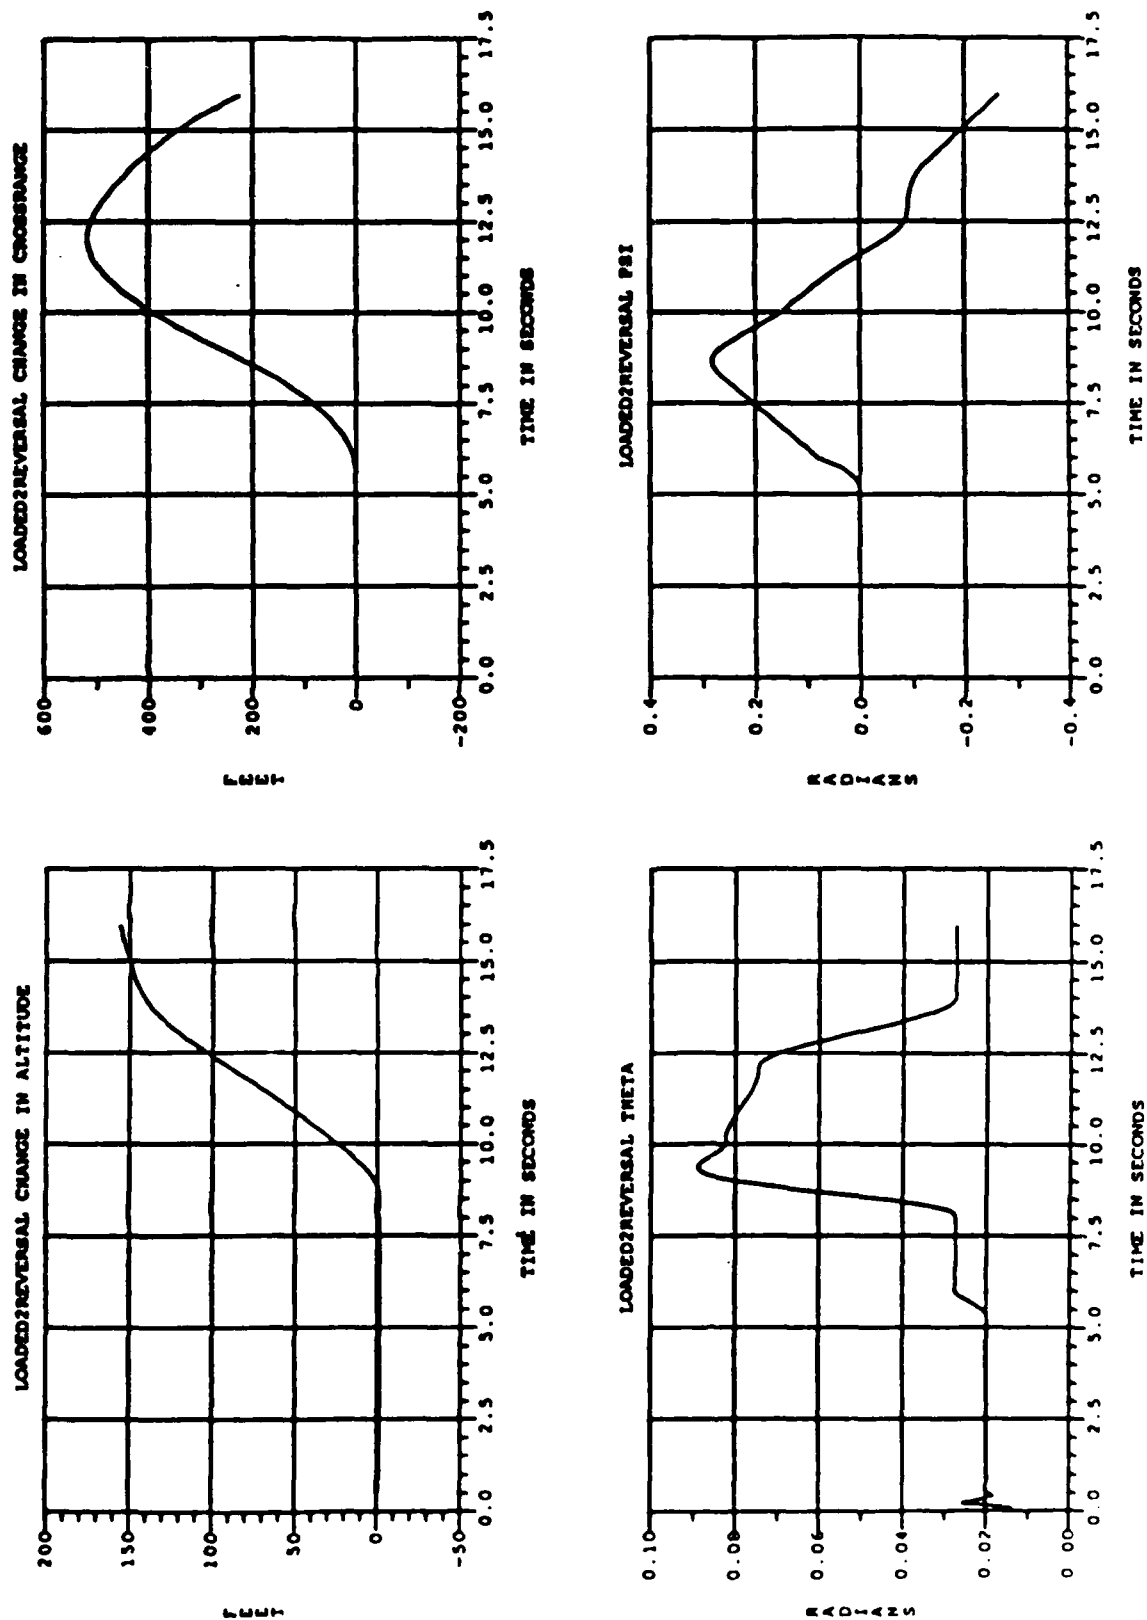 LOADED2REVERSAL CHANGE IN ALTITUDE
200
150
100
50
0
-50
FEET
0.0 2.5 5.0 7.5 10.0 12.5 15.0 17.5
TIME IN SECONDS
LOADED2REVERSAL CHANGE IN CROSSRANGE
600
400
200
0
-200
FEET
0.0 2.5 5.0 7.5 10.0 12.5 15.0 17.5
TIME IN SECONDS
LOADED2REVERSAL THETA
0.10
0.08
0.06
0.04
0.02
0.00
RADIANS
0.0 2.5 5.0 7.5 10.0 12.5 15.0 17.5
TIME IN SECONDS
LOADED2REVERSAL PSI
0.4
0.2
0.0
-0.2
-0.4
RADIANS
0.0 2.5 5.0 7.5 10.0 12.5 15.0 17.5
TIME IN SECONDS